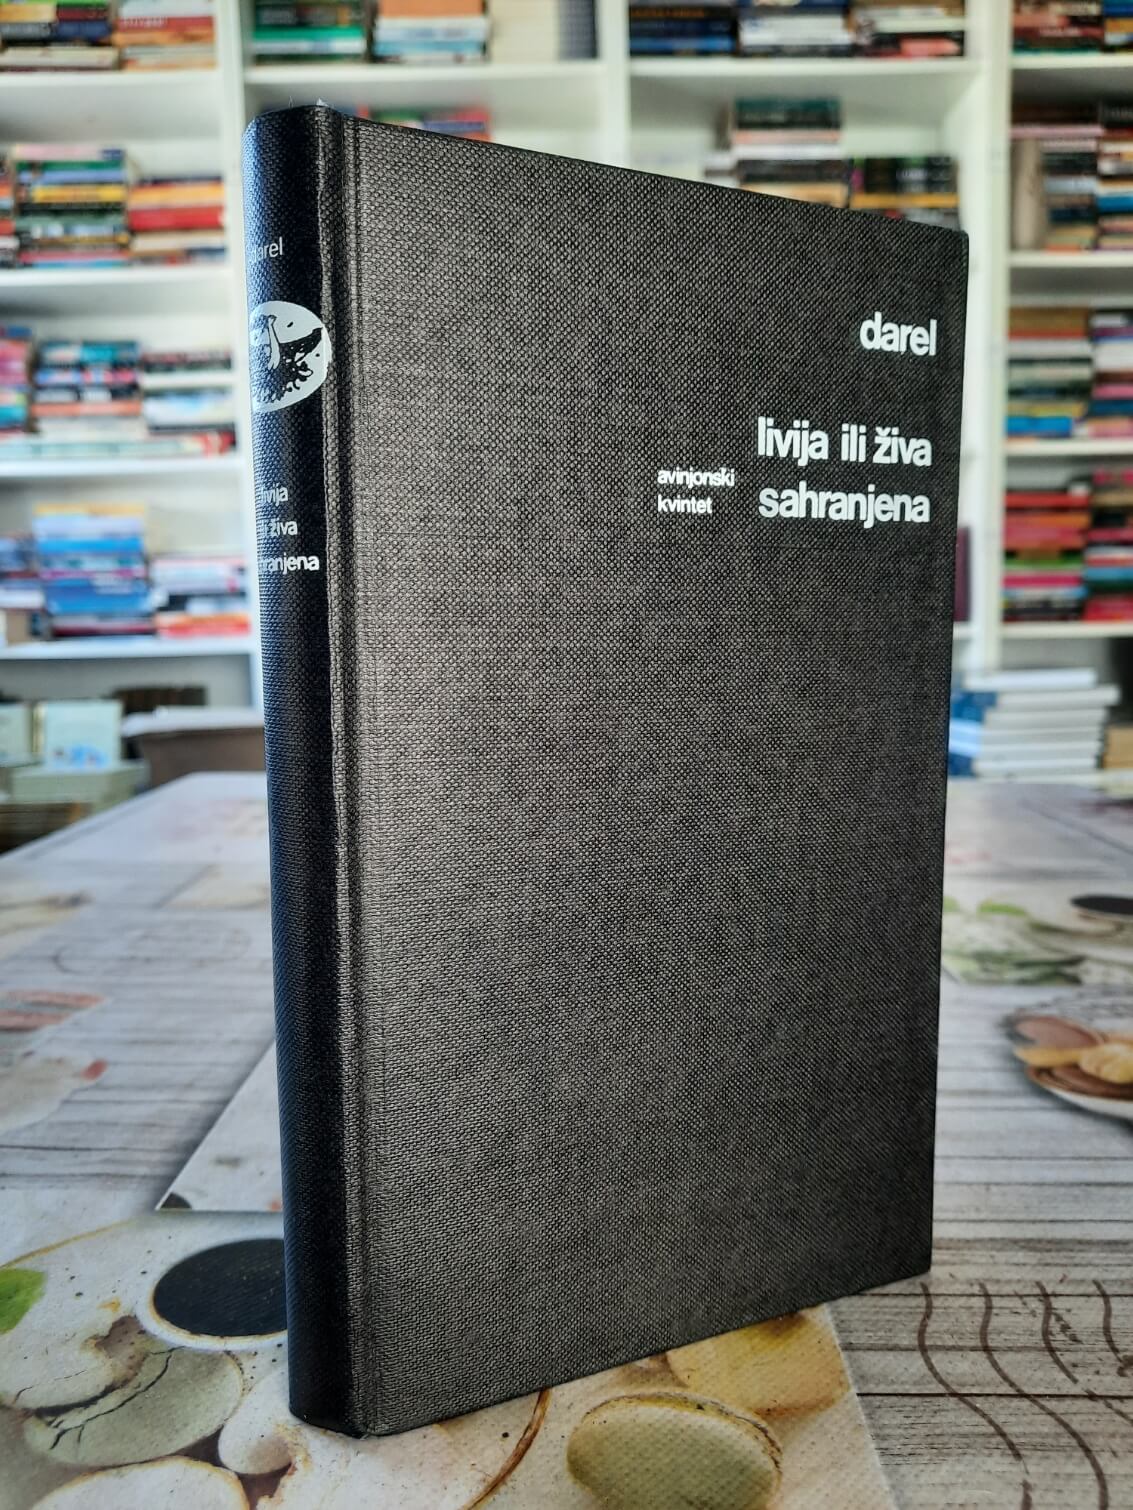 darel
livija ili živa
sahranjena
avinjonski
kvintet
darel
livija
ili živa
sahranjena